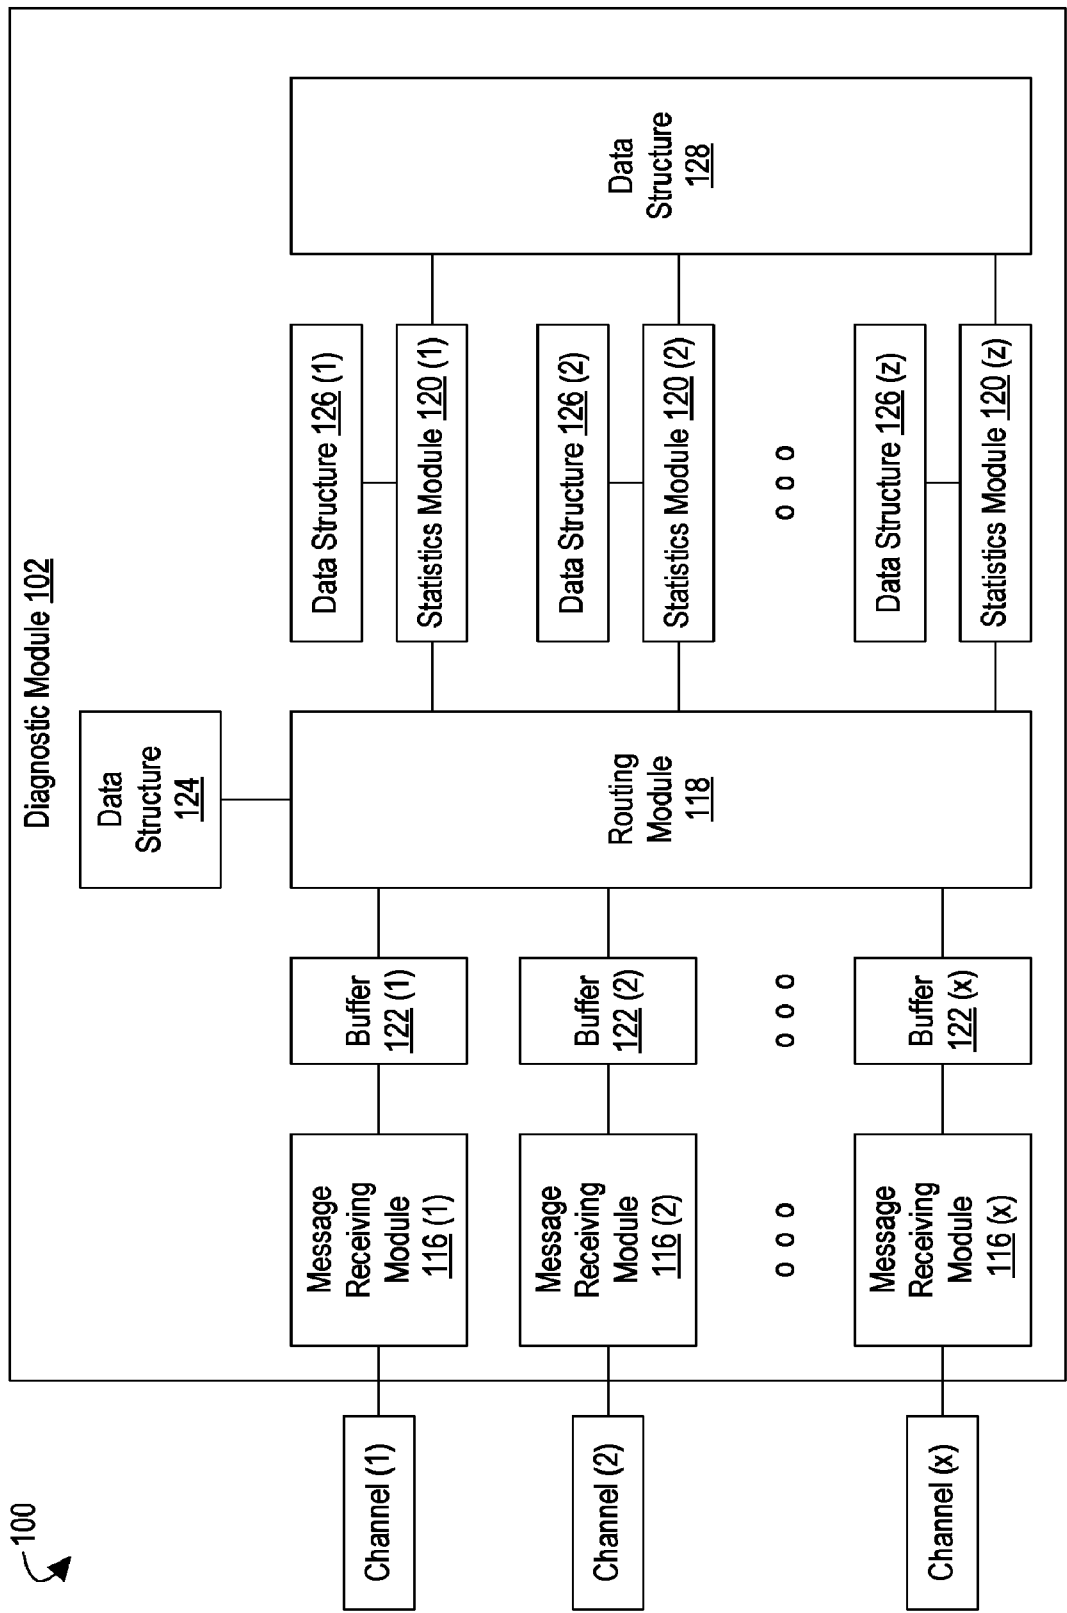 100
Diagnostic Module 102
Data
Structure
124
Channel (1)
Message
Receiving
Module
116 (1)
Buffer
122 (1)
Routing
Module
118
Data Structure 126 (1)
Statistics Module 120 (1)
Data
Structure
128
Channel (2)
Message
Receiving
Module
116 (2)
Buffer
122 (2)
Data Structure 126 (2)
Statistics Module 120 (2)
Channel (x)
Message
Receiving
Module
116 (x)
Buffer
122 (x)
Data Structure 126 (z)
Statistics Module 120 (z)